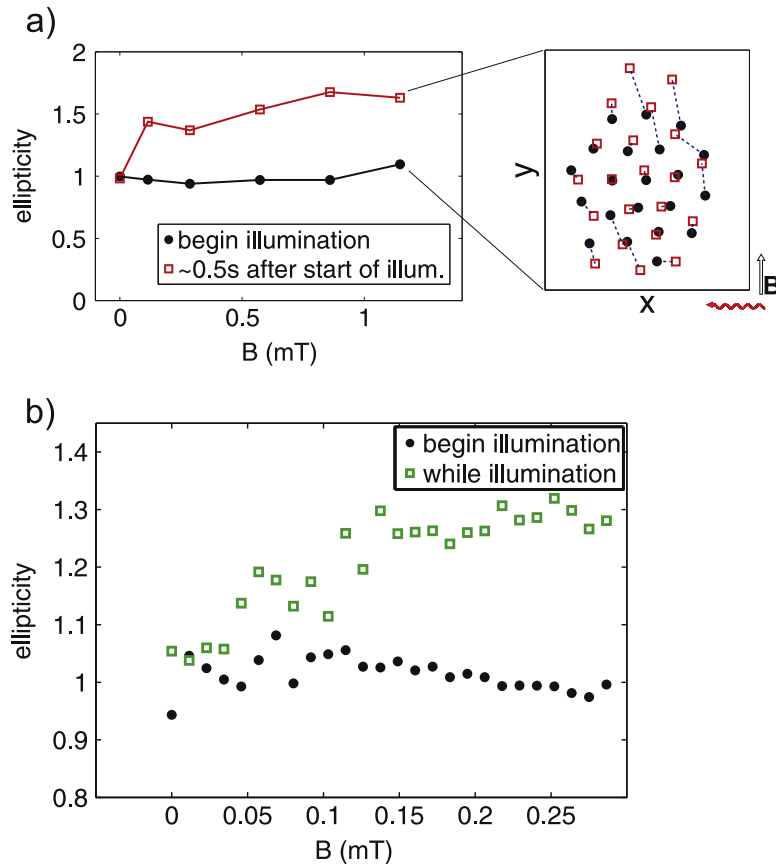 a)
2
1.5
1
0.5
0
ellipticity
begin illumination
~0.5s after start of illum.
0
0.5
1
B (mT)
y
x
B
b)
1.4
1.3
1.2
1.1
1
0.9
0.8
ellipticity
begin illumination
while illumination
0
0.05
0.1
0.15
0.2
0.25
B (mT)